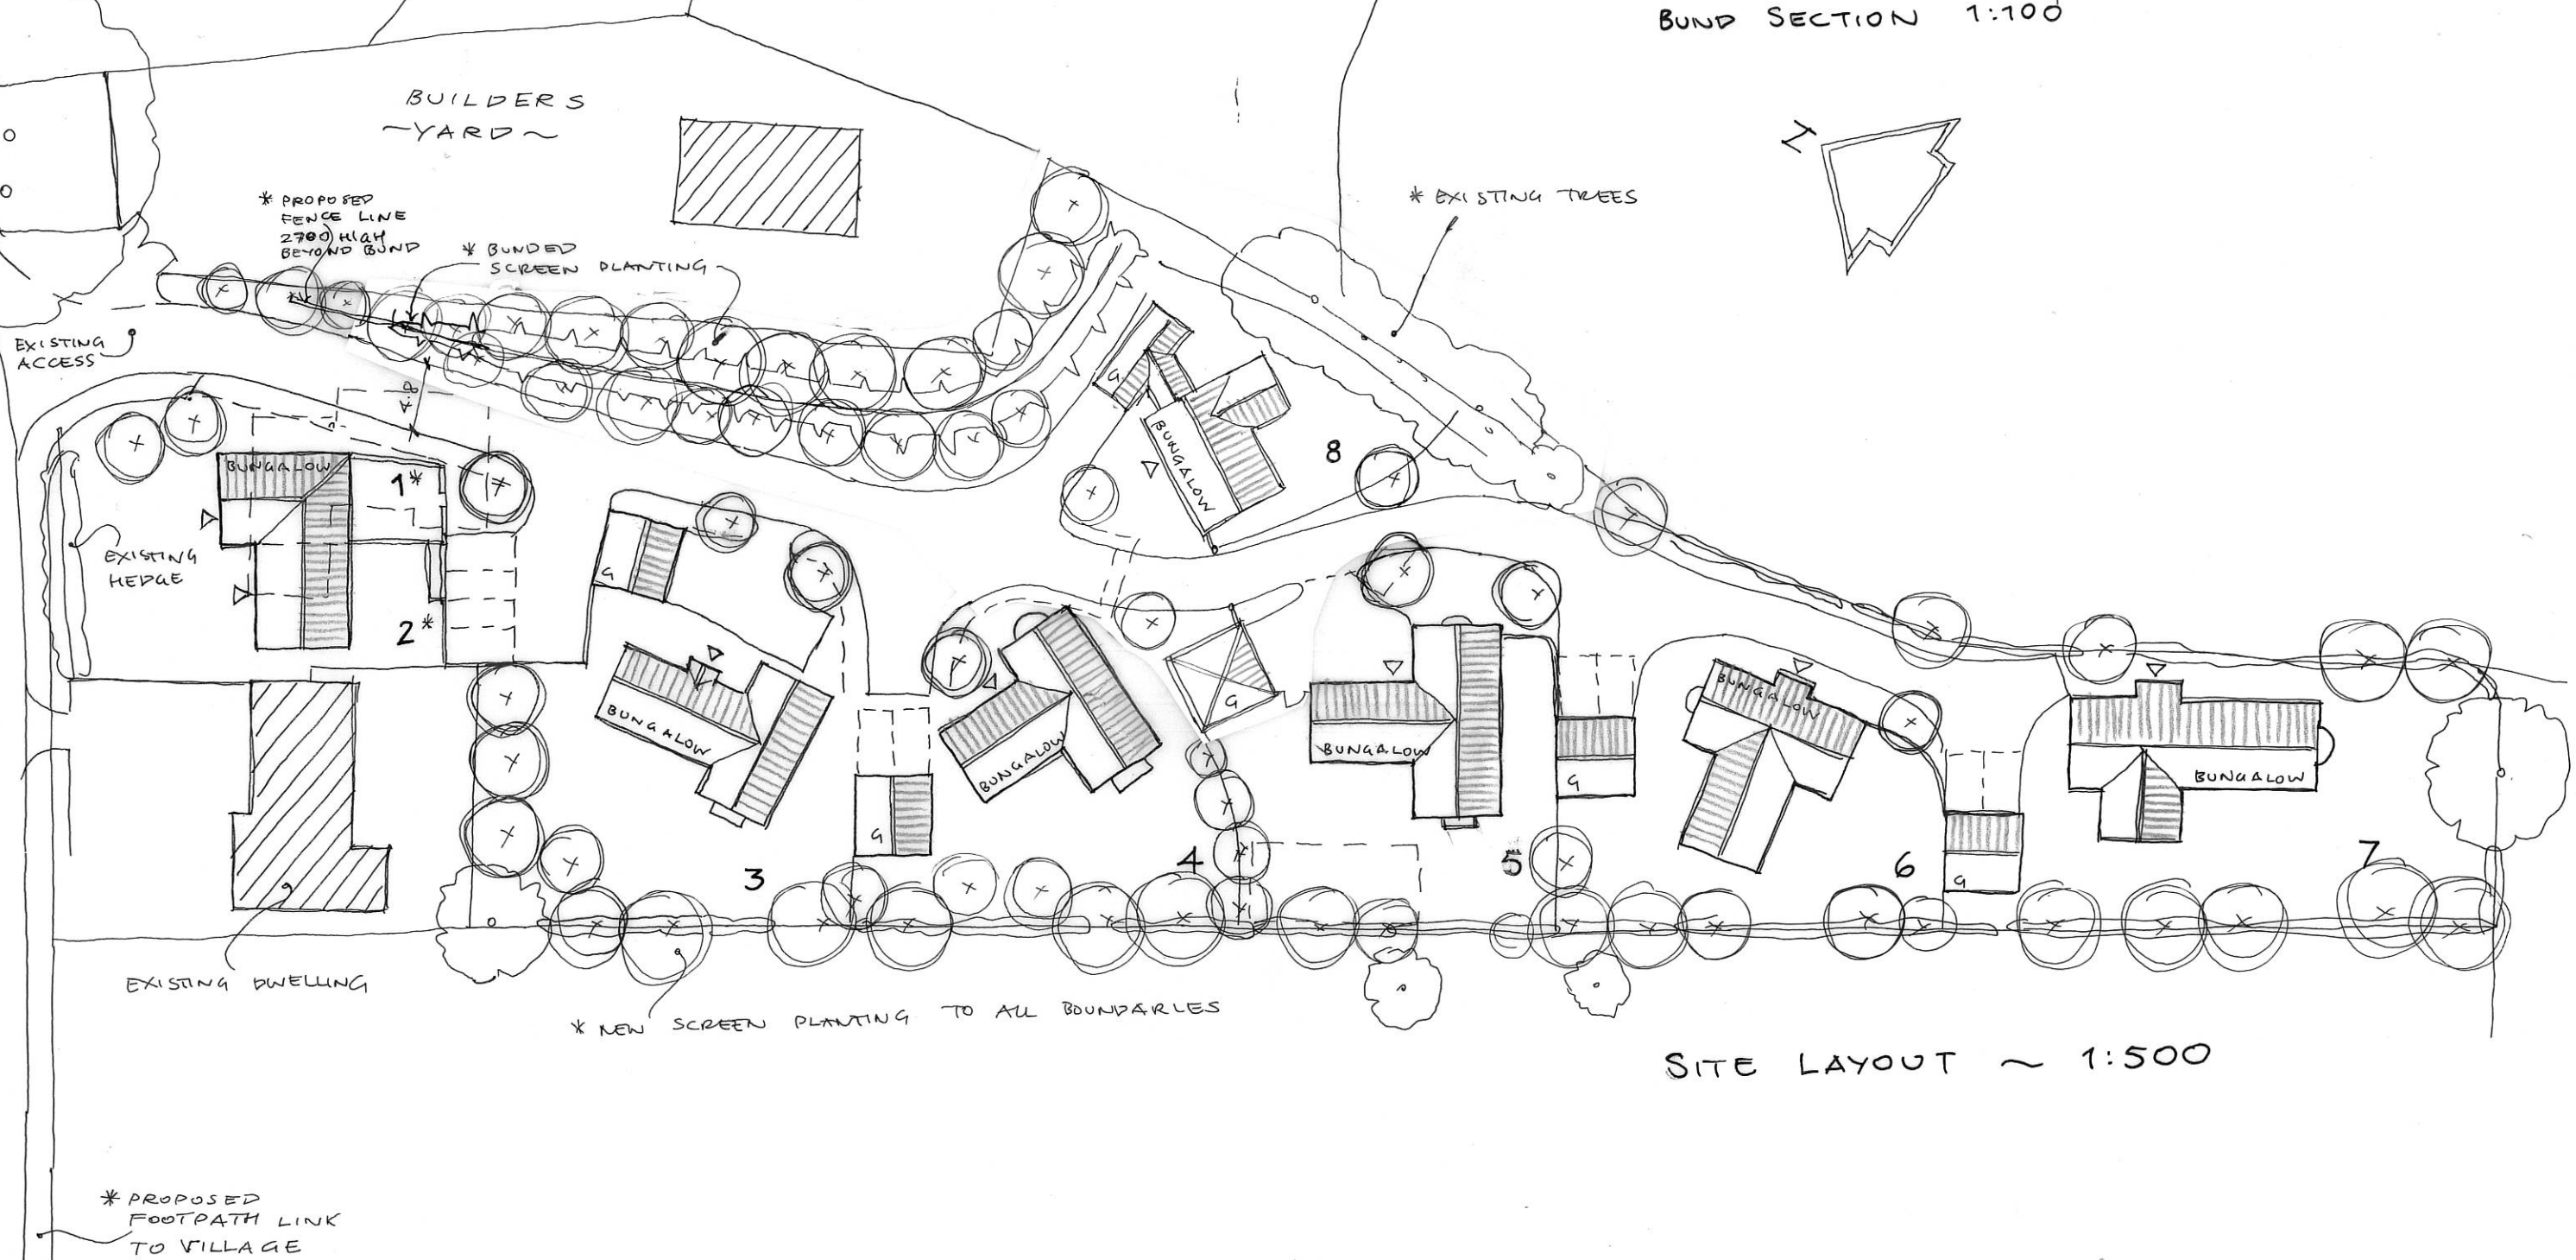 BUND SECTION 1:100
BUILDERS
~YARD~
N
* PROPOSED
FENCE LINE
2700 HIGH
BEYOND BUND
* BUNDED
SCREEN PLANTING
* EXISTING TREES
EXISTING
ACCESS
4.8
G
BUNGALOW
8
BUNGALOW
1*
EXISTING
HEDGE
2*
G
BUNGALOW
G
3
BUNGALOW
4
G
BUNGALOW
5
G
BUNGALOW
6
G
BUNGALOW
7
EXISTING DWELLING
* NEW SCREEN PLANTING TO ALL BOUNDARIES
SITE LAYOUT ~ 1:500
* PROPOSED
FOOTPATH LINK
TO VILLAGE